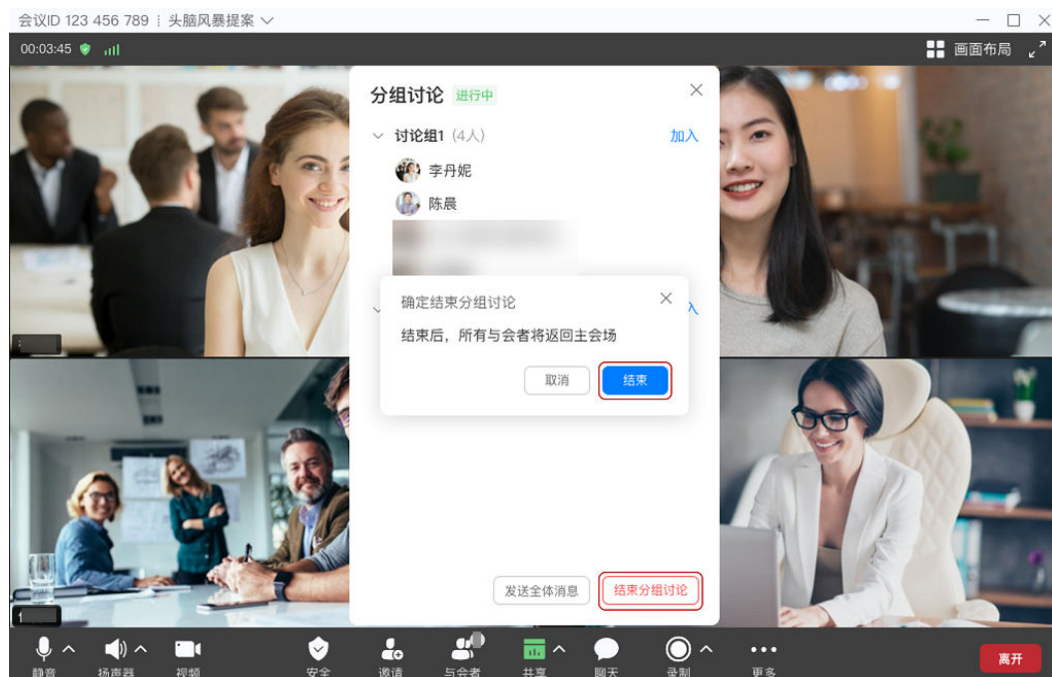 会议ID 123 456 789 ⁝ 头脑风暴提案
00:03:45
画面布局
分组讨论 进行中
讨论组1 (4人)
加入
李丹妮
陈晨
入
确定结束分组讨论
结束后，所有与会者将返回主会场
取消
结束
发送全体消息
结束分组讨论
静音
扬声器
视频
安全
邀请
与会者
共享
聊天
录制
更多
离开